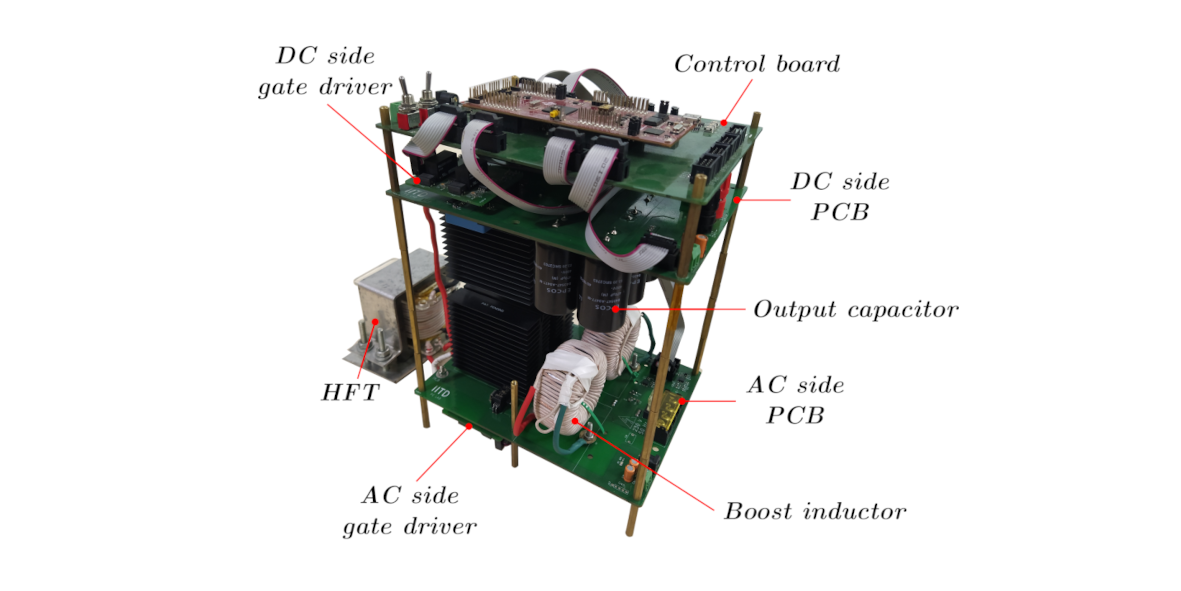 DC side
gate driver
Control board
DC side
PCB
Output capacitor
HFT
AC side
PCB
AC side
gate driver
Boost inductor
IITD
EPCOS